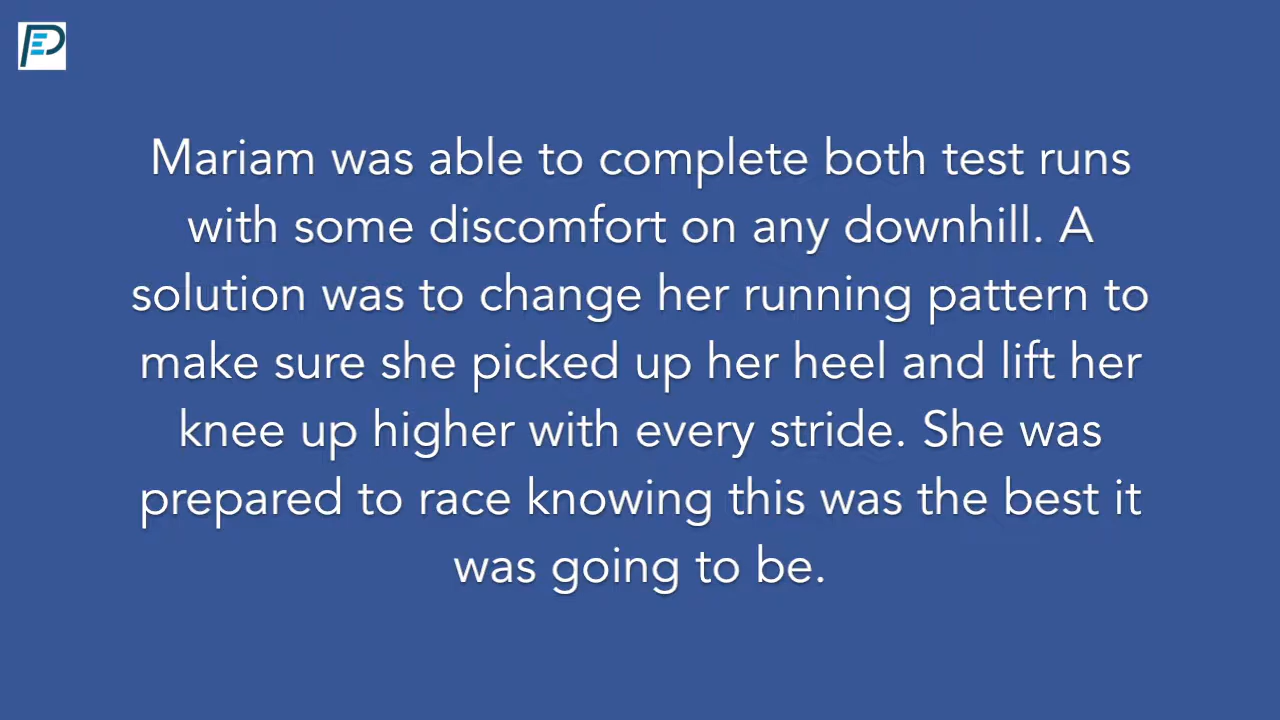 Mariam was able to complete both test runs
with some discomfort on any downhill. A
solution was to change her running pattern to
make sure she picked up her heel and lift her
knee up higher with every stride. She was
prepared to race knowing this was the best it
was going to be.